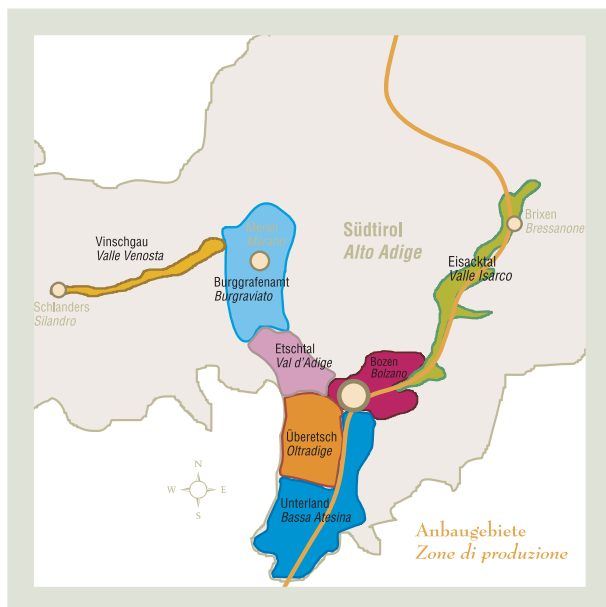 Südtirol
Alto Adige
Brixen
Bressanone
Vinschgau
Valle Venosta
Eisacktal
Valle Isarco
Burggrafenamt
Burgraviato
Schlanders
Silandro
Etschtal
Val d'Adige
Bozen
Bolzano
Überetsch
Oltradige
N
W E
S
Unterland
Bassa Atesina
Anbaugebiete
Zone di produzione